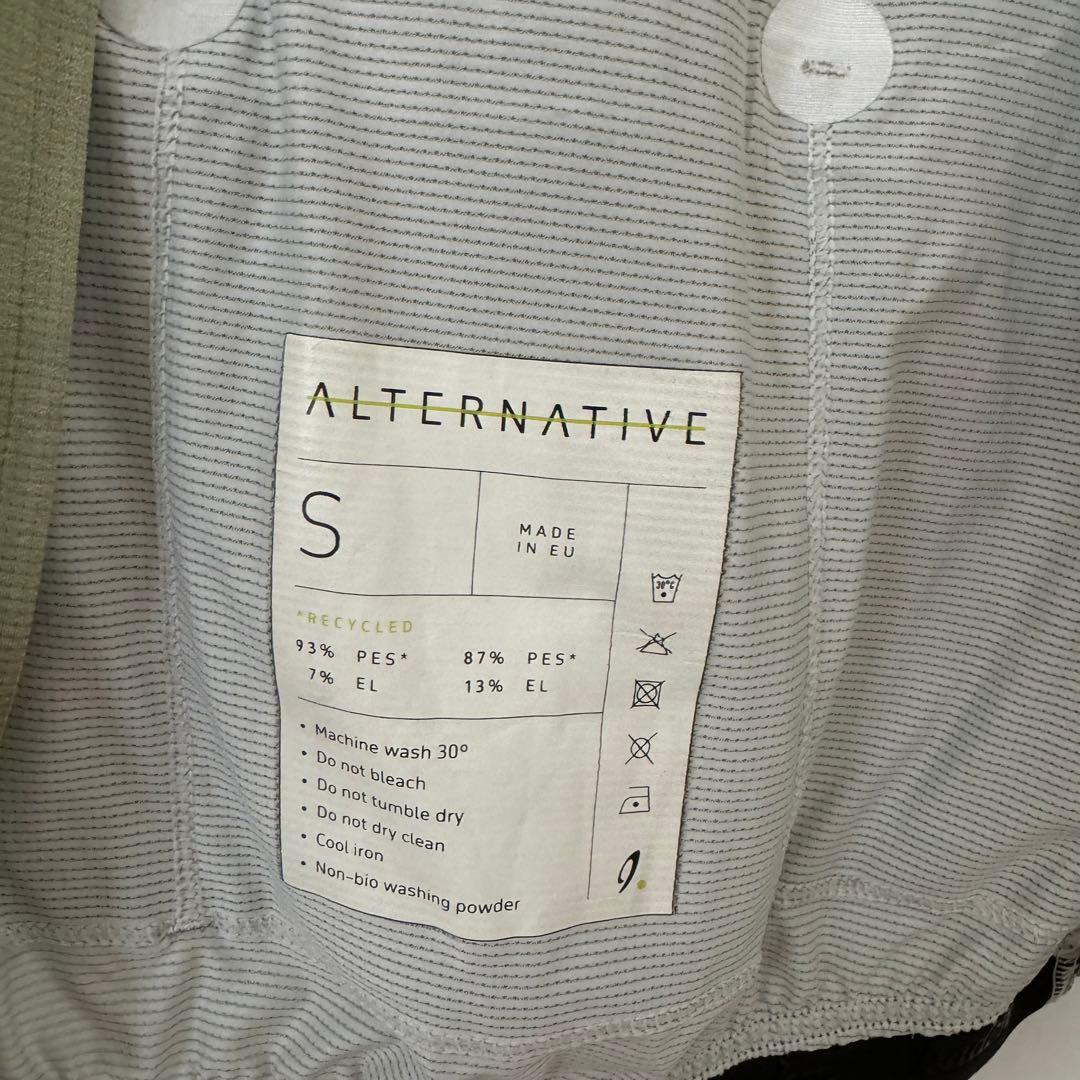 ALTERNATIVE
S
MADE
IN EU
*RECYCLED
93% PES* 87% PES*
7% EL 13% EL
30°C
• Machine wash 30º
• Do not bleach
• Do not tumble dry
• Do not dry clean
• Cool iron
• Non-bio washing powder